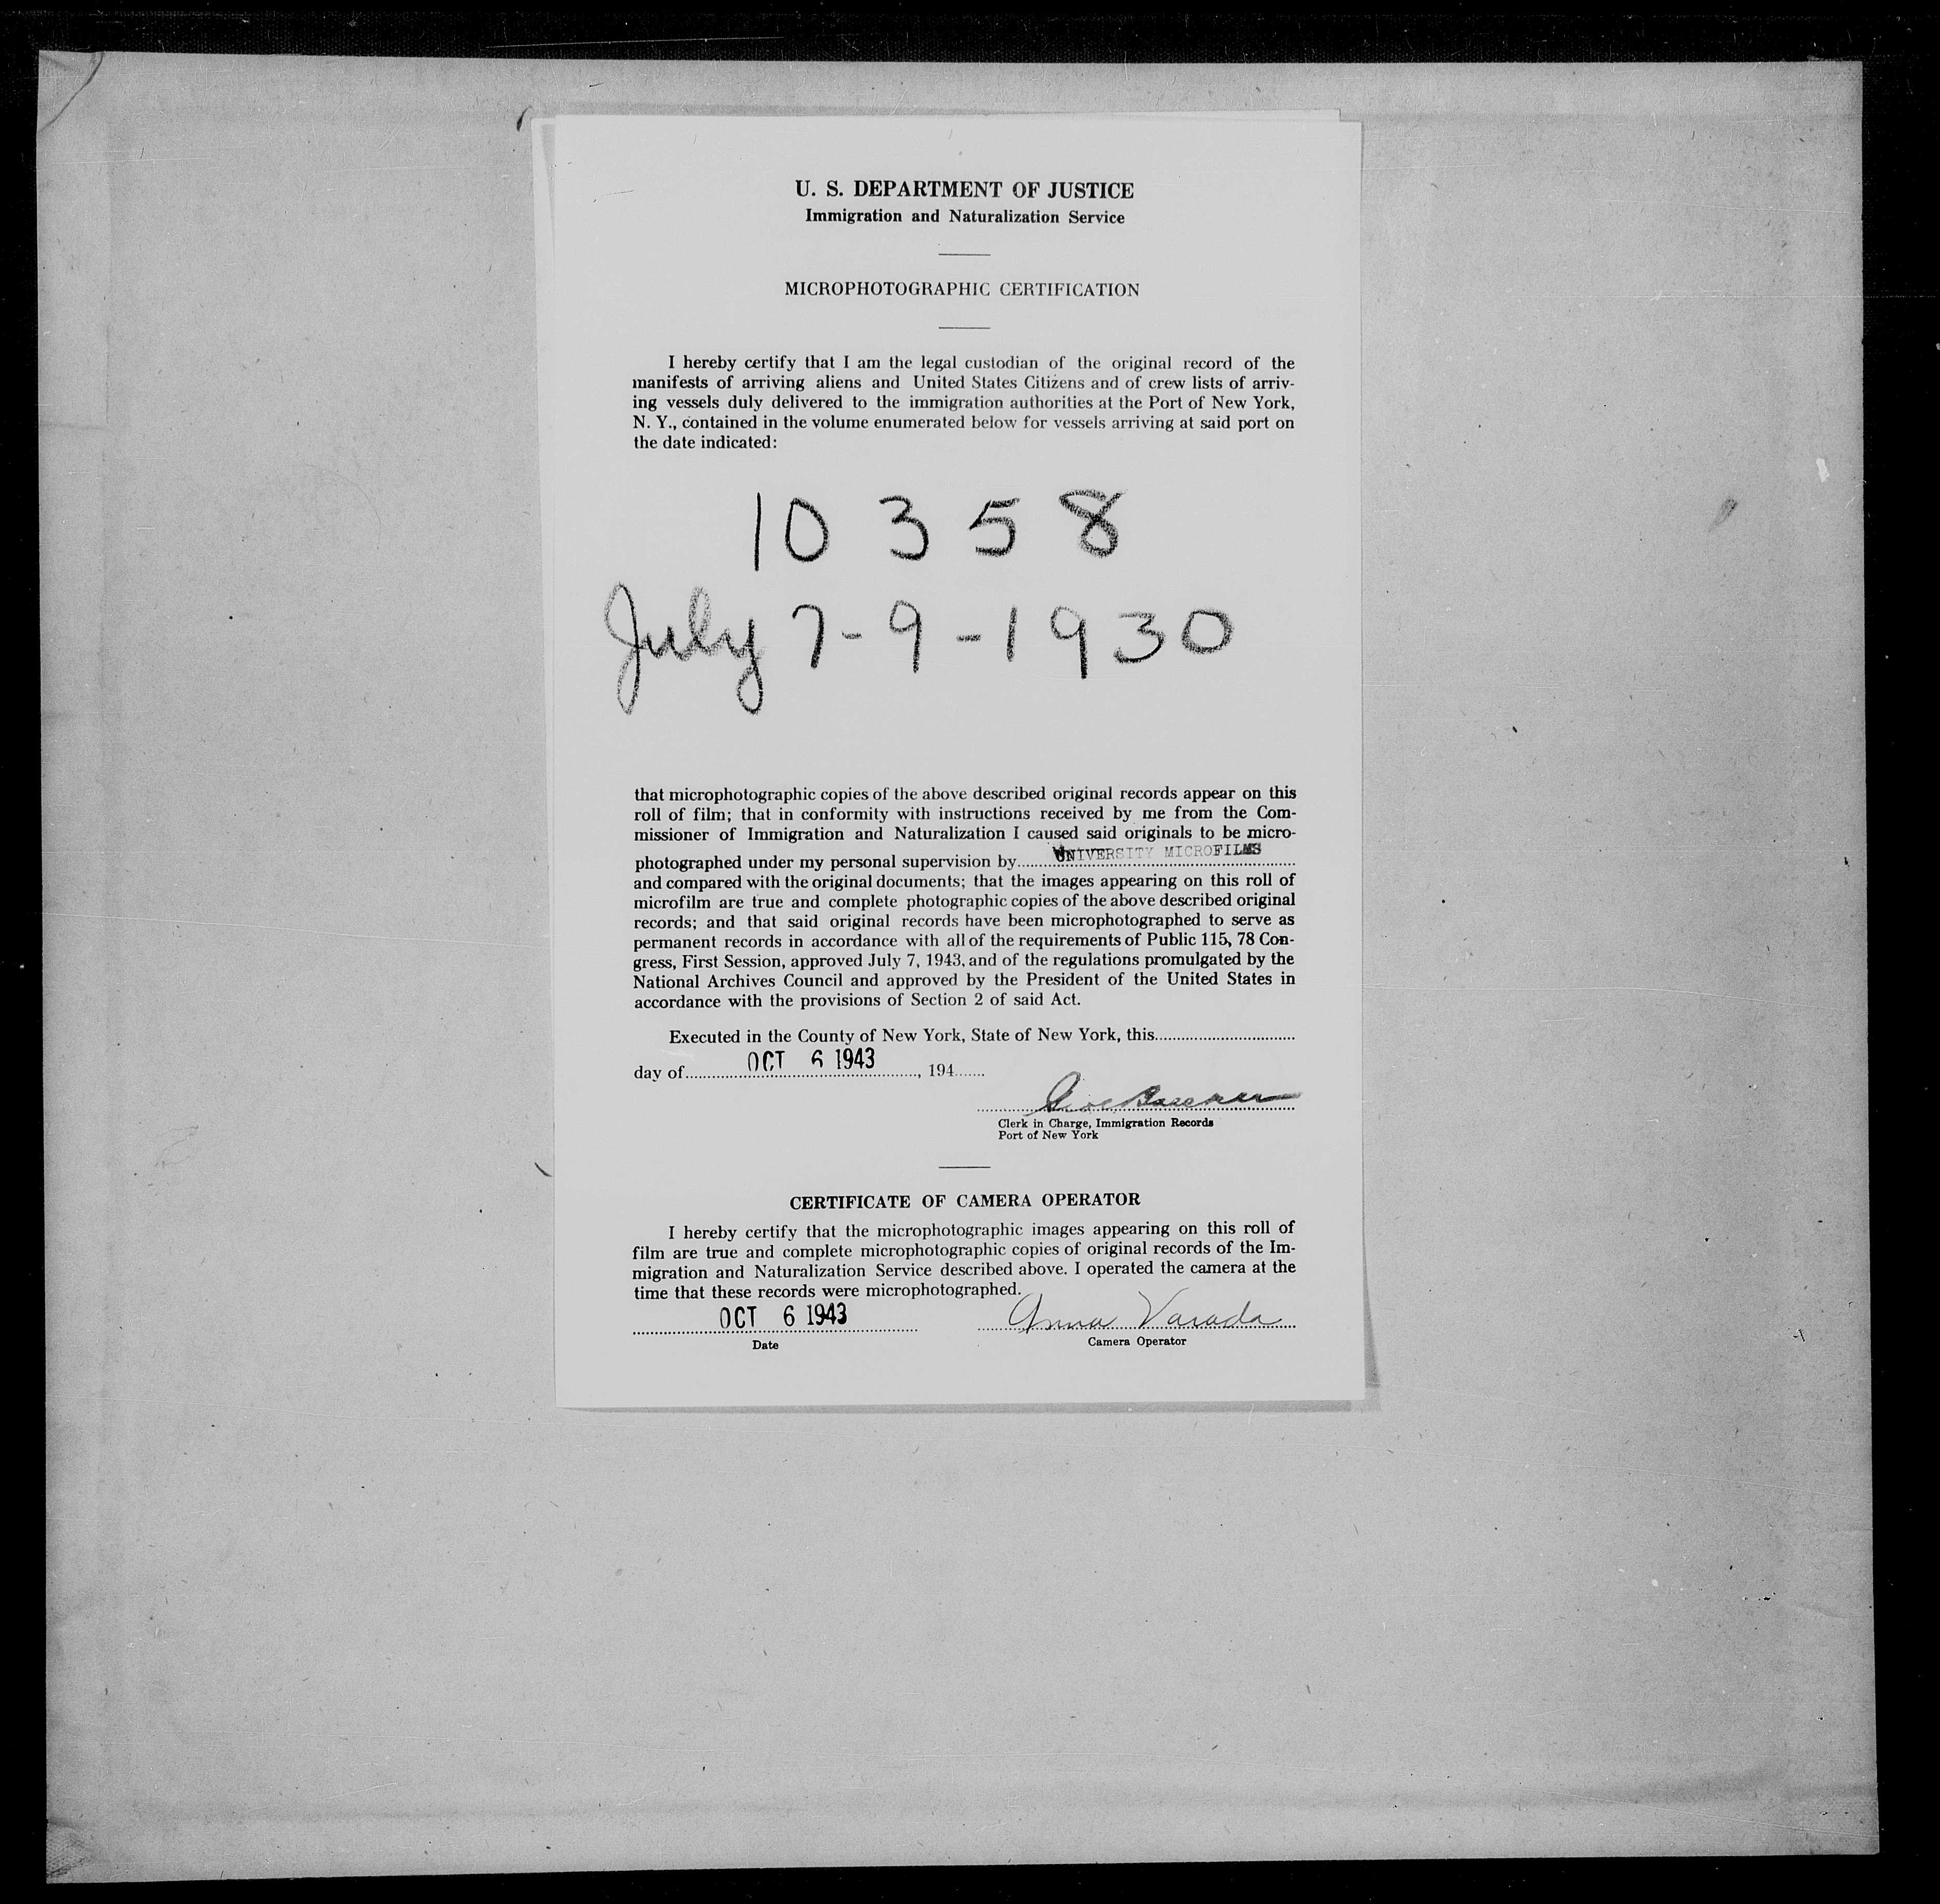 U. S. DEPARTMENT OF JUSTICE
Immigration and Naturalization Service
MICROPHOTOGRAPHIC CERTIFICATION
I hereby certify that I am the legal custodian of the original record of the
manifests of arriving aliens and United States Citizens and of crew lists of arriv-
ing vessels duly delivered to the immigration authorities at the Port of New York,
N. Y., contained in the volume enumerated below for vessels arriving at said port on
the date indicated:
10358
July 7-9-1930
that microphotographic copies of the above described original records appear on this
roll of film; that in conformity with instructions received by me from the Com-
missioner of Immigration and Naturalization I caused said originals to be micro-
photographed under my personal supervision by UNIVERSITY MICROFILMS
and compared with the original documents; that the images appearing on this roll of
microfilm are true and complete photographic copies of the above described original
records; and that said original records have been microphotographed to serve as
permanent records in accordance with all of the requirements of Public 115, 78 Con-
gress, First Session, approved July 7, 1943, and of the regulations promulgated by the
National Archives Council and approved by the President of the United States in
accordance with the provisions of Section 2 of said Act.
Executed in the County of New York, State of New York, this
day of OCT 6 1943, 194
Clerk in Charge, Immigration Records
Port of New York
CERTIFICATE OF CAMERA OPERATOR
I hereby certify that the microphotographic images appearing on this roll of
film are true and complete microphotographic copies of original records of the Im-
migration and Naturalization Service described above. I operated the camera at the
time that these records were microphotographed.
OCT 6 1943 Anna Varada
Date Camera Operator